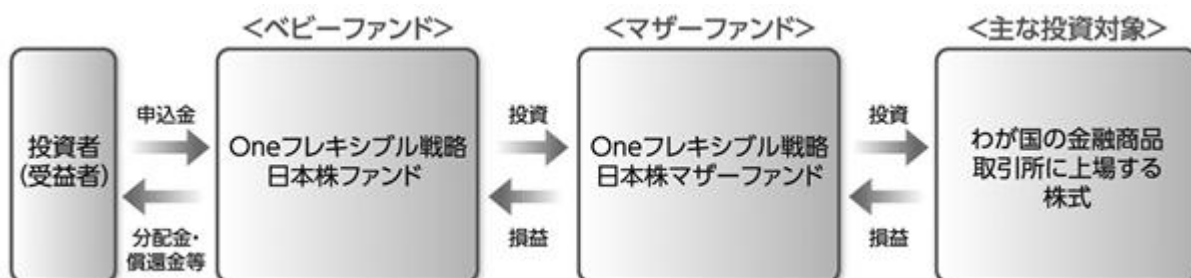 <ベビーファンド>
<マザーファンド>
<主な投資対象>
投資者
(受益者)
申込金
分配金・
償還金等
Oneフレキシブル戦略
日本株ファンド
投資
損益
Oneフレキシブル戦略
日本株マザーファンド
投資
損益
わが国の金融商品
取引所に上場する
株式